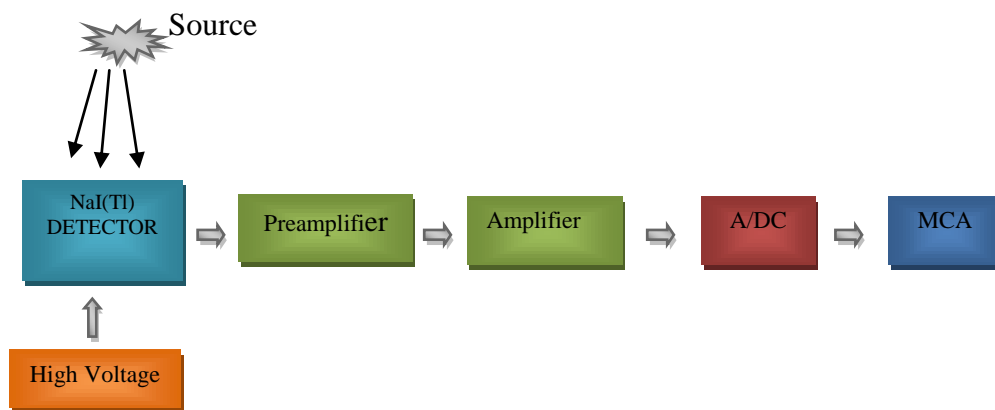 Source
NaI(Tl)
DETECTOR
Preamplifier
Amplifier
A/DC
MCA
High Voltage